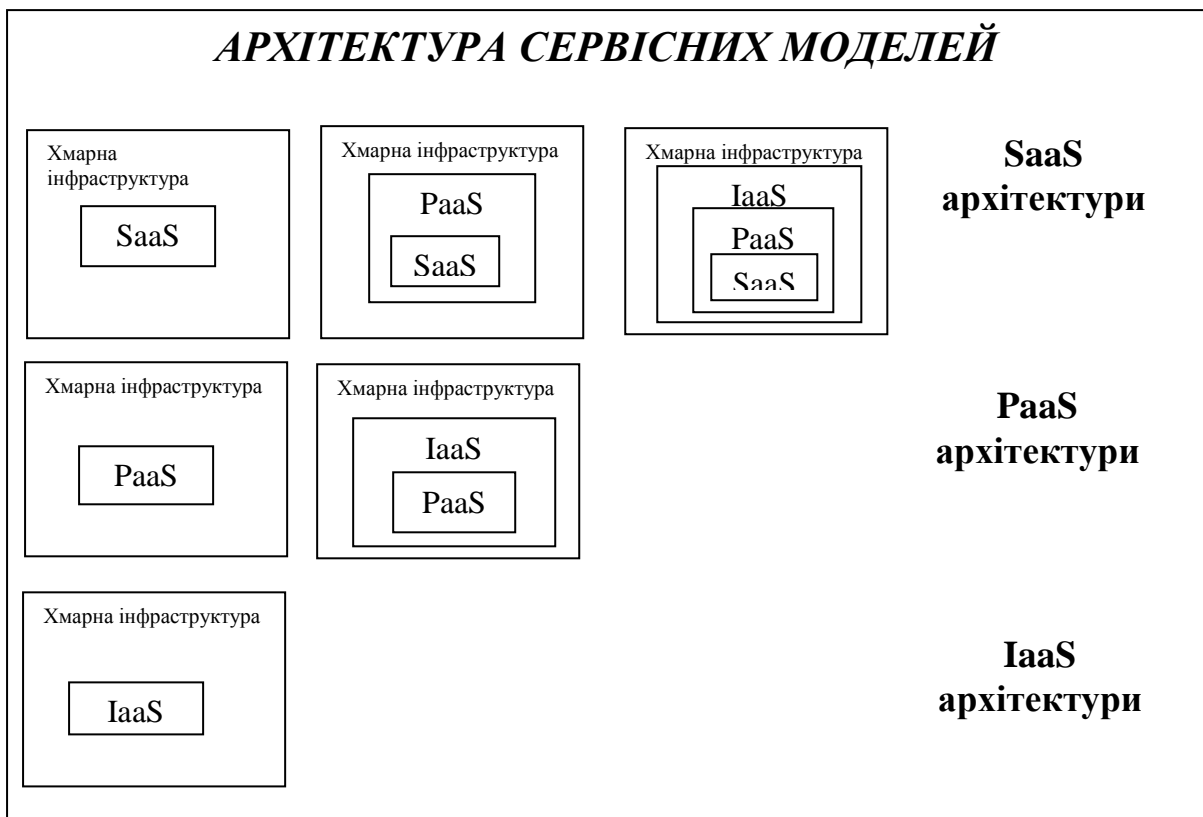 АРХІТЕКТУРА СЕРВІСНИХ МОДЕЛЕЙ
Хмарна
інфраструктура
SaaS
Хмарна інфраструктура
PaaS
SaaS
Хмарна інфраструктура
IaaS
PaaS
SaaS
SaaS
архітектури
Хмарна інфраструктура
PaaS
Хмарна інфраструктура
IaaS
PaaS
PaaS
архітектури
Хмарна інфраструктура
IaaS
IaaS
архітектури